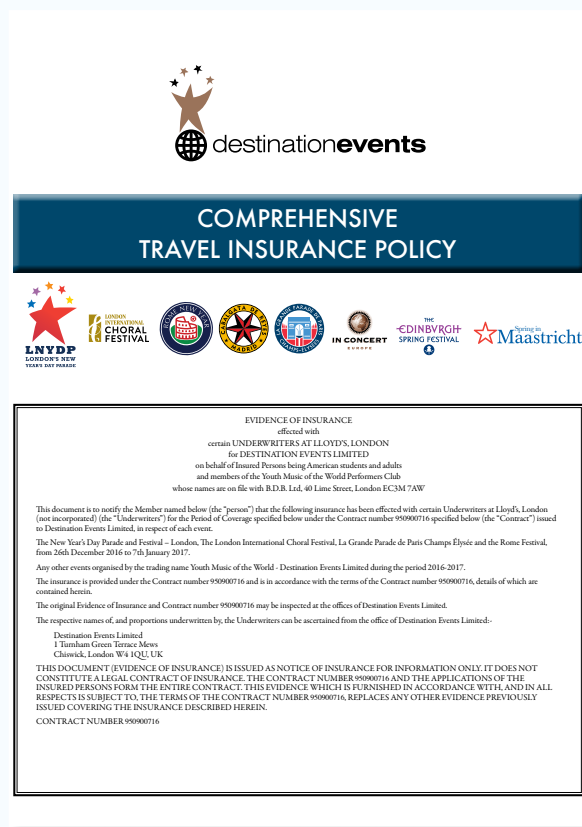 destinationevents
COMPREHENSIVE
TRAVEL INSURANCE POLICY
LNYDP
LONDON'S NEW
YEAR'S DAY PARADE
LONDON
INTERNATIONAL
CHORAL
FESTIVAL
ROME NEW YEAR
CABALGATA DE REYES
MADRID
LA GRANDE PARADE DE PARIS
CHAMPS-ELYSÉES
IN CONCERT
EUROPE
THE
EDINBVRGH
SPRING FESTIVAL
Spring in
Maastricht
EVIDENCE OF INSURANCE
effected with
certain UNDERWRITERS AT LLOYD'S, LONDON
for DESTINATION EVENTS LIMITED
on behalf of Insured Persons being American students and adults
and members of the Youth Music of the World Performers Club
whose names are on file with B.D.B. Ltd, 40 Lime Street, London EC3M 7AW
This document is to notify the Member named below (the “person”) that the following insurance has been effected with certain Underwriters at Lloyd's, London
(not incorporated) (the “Underwriters”) for the Period of Coverage specified below under the Contract number 950900716 specified below (the “Contract”) issued
to Destination Events Limited, in respect of each event.
The New Year's Day Parade and Festival – London, The London International Choral Festival, La Grande Parade de Paris Champs Élysée and the Rome Festival,
from 26th December 2016 to 7th January 2017.
Any other events organised by the trading name Youth Music of the World - Destination Events Limited during the period 2016-2017.
The insurance is provided under the Contract number 950900716 and is in accordance with the terms of the Contract number 950900716, details of which are
contained herein.
The original Evidence of Insurance and Contract number 950900716 may be inspected at the offices of Destination Events Limited.
The respective names of, and proportions underwritten by, the Underwriters can be ascertained from the office of Destination Events Limited:-
Destination Events Limited
1 Turnham Green Terrace Mews
Chiswick, London W4 1QU, UK
THIS DOCUMENT (EVIDENCE OF INSURANCE) IS ISSUED AS NOTICE OF INSURANCE FOR INFORMATION ONLY. IT DOES NOT
CONSTITUTE A LEGAL CONTRACT OF INSURANCE. THE CONTRACT NUMBER 950900716 AND THE APPLICATIONS OF THE
INSURED PERSONS FORM THE ENTIRE CONTRACT. THIS EVIDENCE WHICH IS FURNISHED IN ACCORDANCE WITH, AND IN ALL
RESPECTS IS SUBJECT TO, THE TERMS OF THE CONTRACT NUMBER 950900716, REPLACES ANY OTHER EVIDENCE PREVIOUSLY
ISSUED COVERING THE INSURANCE DESCRIBED HEREIN.
CONTRACT NUMBER 950900716